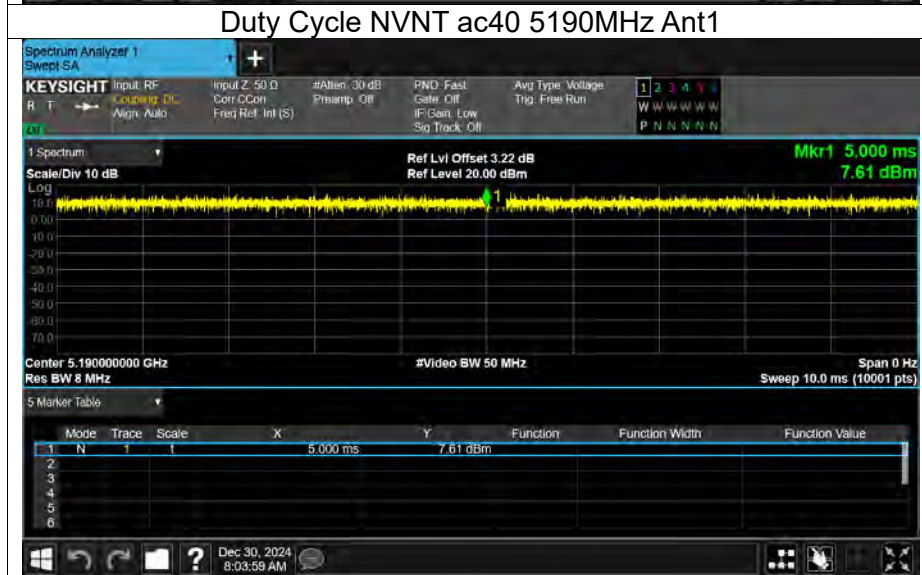 Duty Cycle NVNT ac40 5190MHz Ant1
Spectrum Analyzer 1
Swept SA
+
KEYSIGHT Input: RF Input Z: 50 Ω #Atten: 30 dB PNO: Fast Avg Type: Voltage 1 2 3 4 5 6
R T Coupling: DC Corr CCorr Preamp: Off Gate: Off Trig: Free Run W W W W W W
Align: Auto Freq Ref: Int (S) IF Gain: Low
Sig Track: Off P N N N N N
1 Spectrum Ref Lvl Offset 3.22 dB Mkr1 5.000 ms
Scale/Div 10 dB Ref Level 20.00 dBm 7.61 dBm
Log
10.0
1
0.00
Center 5.190000000 GHz #Video BW 50 MHz Span 0 Hz
Res BW 8 MHz Sweep 10.0 ms (10001 pts)
5 Marker Table
Mode Trace Scale X Y Function Function Width Function Value
1 N 1 t 5.000 ms 7.61 dBm
2
3
4
5
6
? Dec 30, 2024
8:03:59 AM